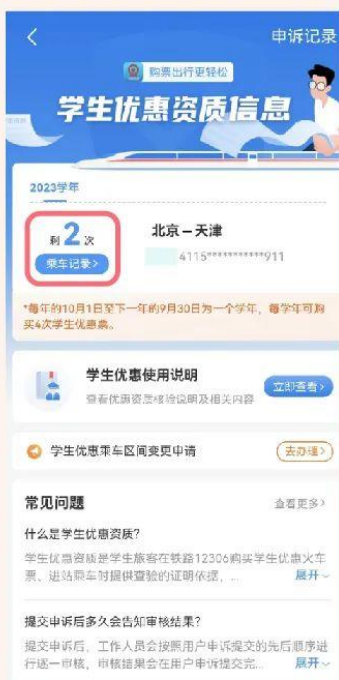 申诉记录
购票出行更轻松
学生优惠资质信息
2023学年
剩2次
北京－天津
乘车记录>
4115***********911
*每年的10月1日至下一年的9月30日为一个学年，每学年可购
买4次学生优惠票。
学生优惠使用说明
立即查看>
查看优惠资质核验说明及相关内容
学生优惠乘车区间变更申请
去办理>
常见问题
查看更多>
什么是学生优惠资质?
学生优惠资质是学生旅客在铁路12306购买学生优惠火车
票、进站乘车时提供查验的证明依据，...
展开
提交申诉后多久会告知审核结果?
提交申诉后，工作人员会按照用户申诉提交的先后顺序进
行逐一审核，审核结果会在用户申诉提交完...
展开